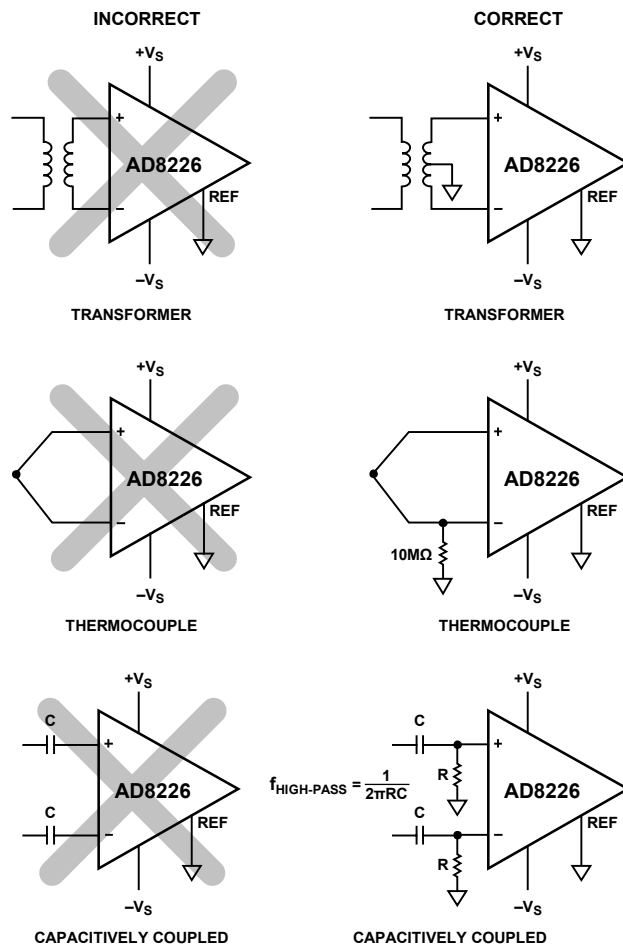 INCORRECT
CORRECT
+VS
+VS
+
+
AD8226
AD8226
REF
REF
–
–
–VS
–VS
TRANSFORMER
TRANSFORMER
+VS
+VS
+
+
AD8226
AD8226
–
–
REF
REF
10MΩ
–VS
–VS
THERMOCOUPLE
THERMOCOUPLE
+VS
+VS
C
C
+
+
R
AD8226
fHIGH-PASS = 1/2πRC
AD8226
C
C
–
–
REF
REF
R
–VS
–VS
CAPACITIVELY COUPLED
CAPACITIVELY COUPLED